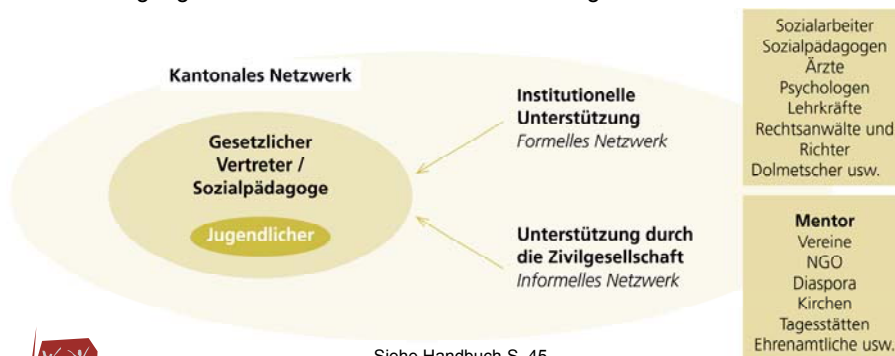 Kantonales Netzwerk
Gesetzlicher
Vertreter /
Sozialpädagoge
Jugendlicher
Institutionelle
Unterstützung
Formelles Netzwerk
Unterstützung durch
die Zivilgesellschaft
Informelles Netzwerk
Sozialarbeiter
Sozialpädagogen
Ärzte
Psychologen
Lehrkräfte
Rechtsanwälte und
Richter
Dolmetscher usw.
Mentor
Vereine
NGO
Diaspora
Kirchen
Tagesstätten
Ehrenamtliche usw.
Siehe Handbuch S. 45